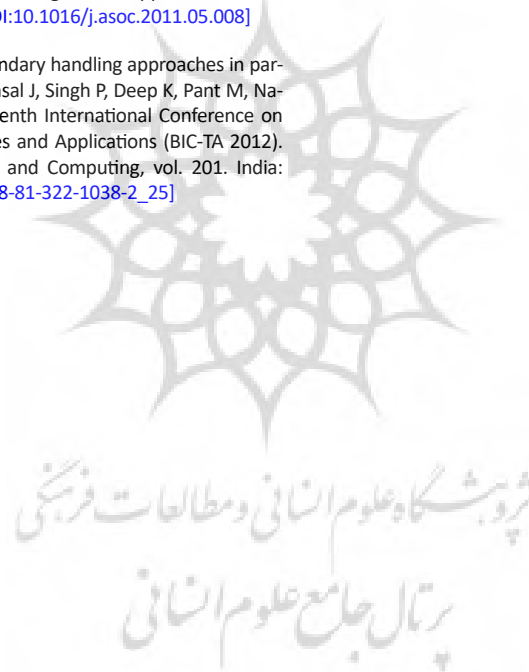 I:10.1016/j.asoc.2011.05.008]
ndary handling approaches in par-
sal J, Singh P, Deep K, Pant M, Na-
enth International Conference on
es and Applications (BIC-TA 2012).
and Computing, vol. 201. India:
8-81-322-1038-2_25]
پژوهشگاه علوم انسانی و مطالعات فرهنگی
پرتال جامع علوم انسانی